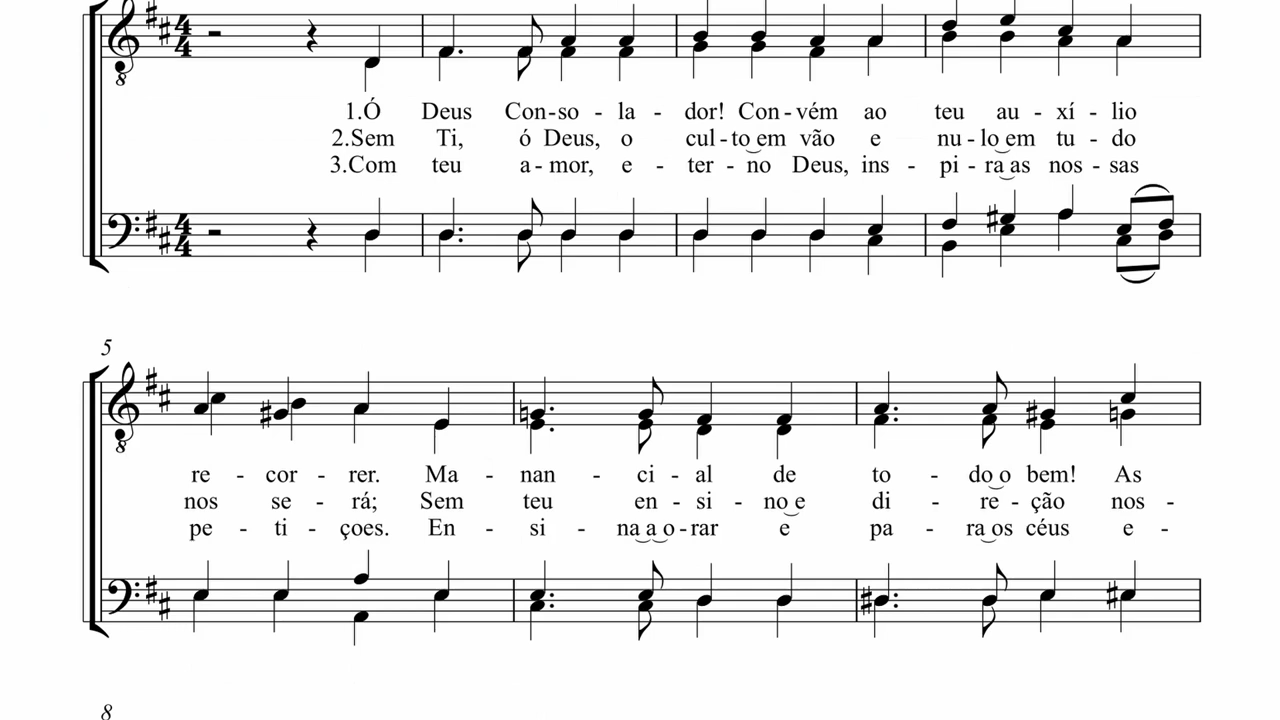 1.Ó Deus Con-so - la - dor! Con-vém ao teu au - xí - lio
2.Sem Ti, ó Deus, o cul-to em vão e nu-lo em tu - do
3.Com teu a-mor, e - ter - no Deus, ins - pi - ra as nos - sas
5
re - cor - rer. Ma - nan - ci - al de to - do o bem! As
nos se - rá; Sem teu en - si - no e di - re - ção nos -
pe - ti - çoes. En - si - na a o-rar e pa - ra os céus e -
8